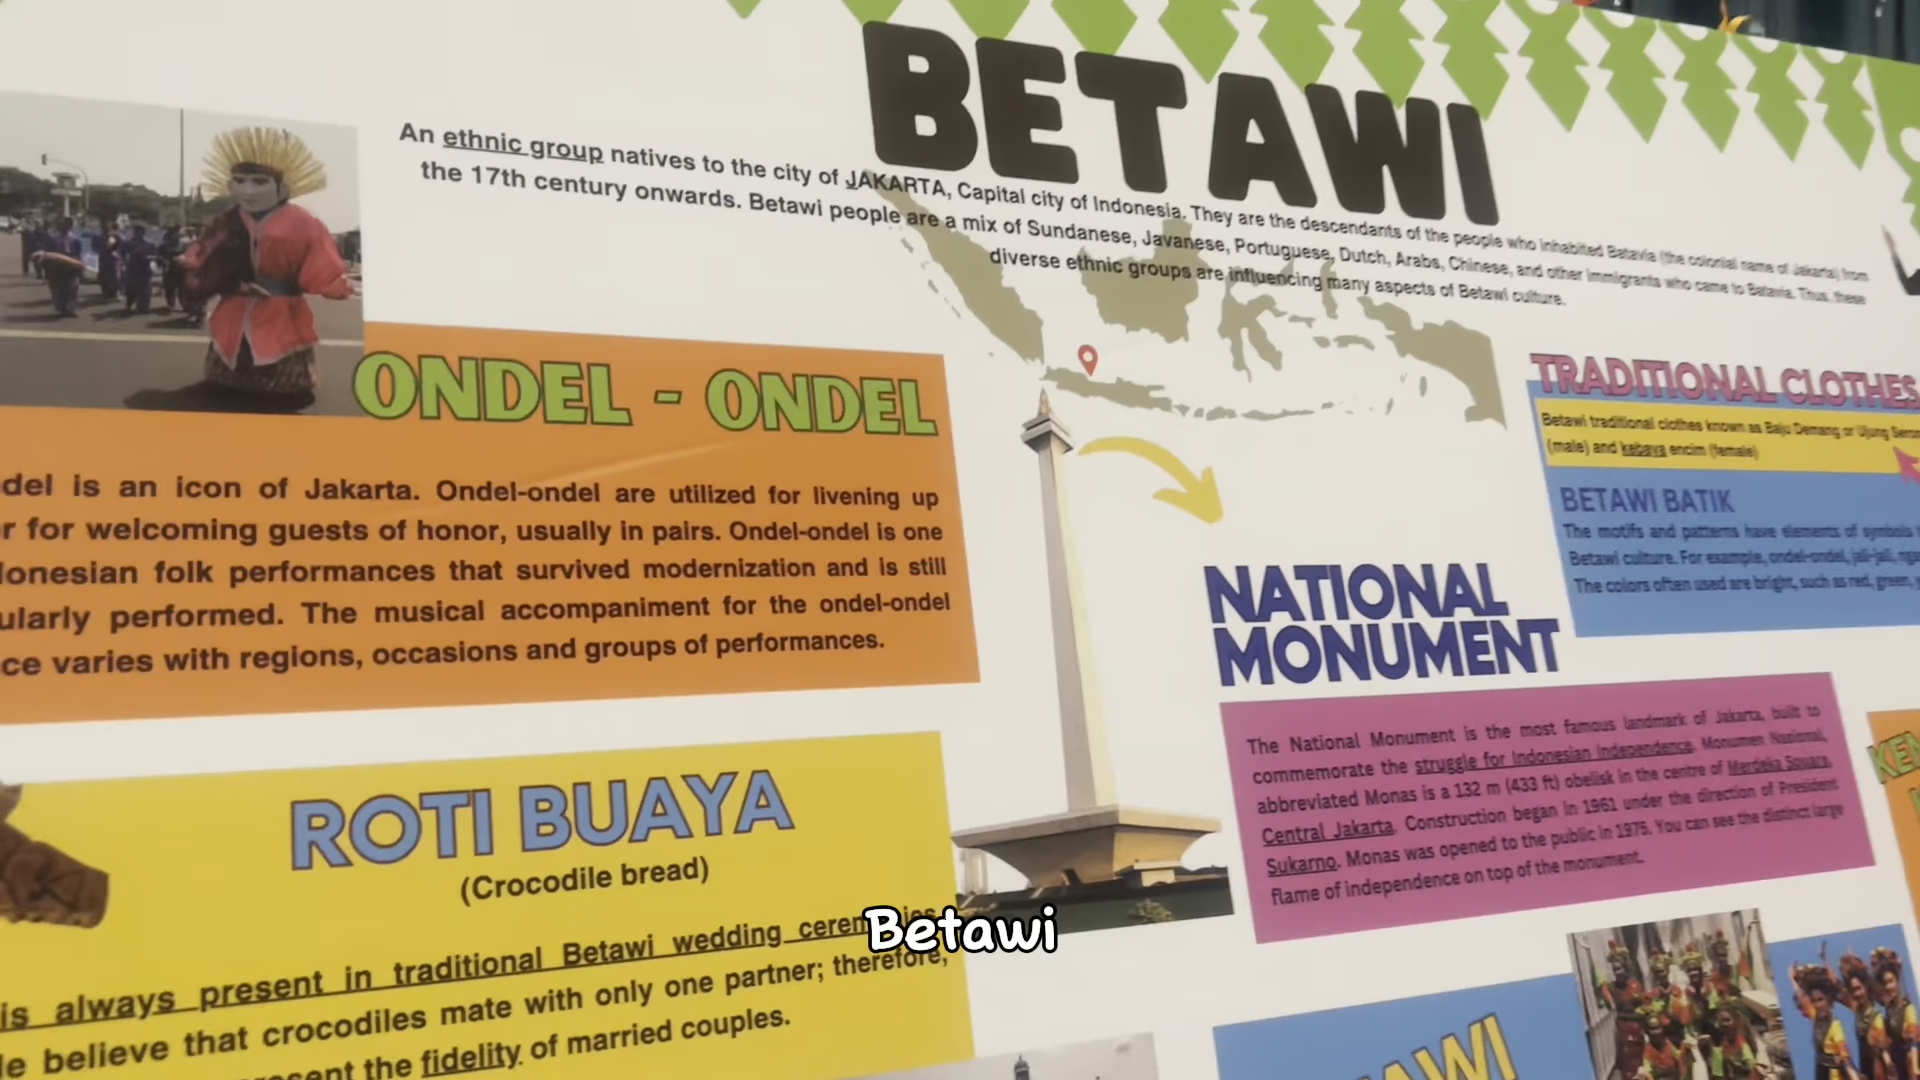 BETAWI
An ethnic group natives to the city of JAKARTA, Capital city of Indonesia. They are the descendants of the people who inhabited Batavia (the colonial name of Jakarta) from
the 17th century onwards. Betawi people are a mix of Sundanese, Javanese, Portuguese, Dutch, Arabs, Chinese, and other immigrants who came to Batavia. Thus, these
diverse ethnic groups are influencing many aspects of Betawi culture.
ONDEL - ONDEL
del is an icon of Jakarta. Ondel-ondel are utilized for livening up
r for welcoming guests of honor, usually in pairs. Ondel-ondel is one
onesian folk performances that survived modernization and is still
ularly performed. The musical accompaniment for the ondel-ondel
ce varies with regions, occasions and groups of performances.
ROTI BUAYA
(Crocodile bread)
is always present in traditional Betawi wedding
le believe that crocodiles mate with only one partner; therefore,
esent the fidelity of married couples.
NATIONAL
MONUMENT
The National Monument is the most famous landmark of Jakarta, built to
commemorate the struggle for Indonesian Independence. Monumen Nasional,
abbreviated Monas is a 132 m (433 ft) obelisk in the centre of Merdeka Square,
Central Jakarta. Construction began in 1961 under the direction of President
Sukarno. Monas was opened to the public in 1975. You can see the distinct large
flame of independence on top of the monument.
TRADITIONAL CLOTHES
Betawi traditional clothes known as Baju Demang or Ujung
(male) and kebaya encim (female)
BETAWI BATIK
The motifs and patterns have elements of symbols
Betawi culture. For example, ondel-ondel, jali-jali,
The colors often used are bright, such as red, green,
KEM
AWI
Betawi